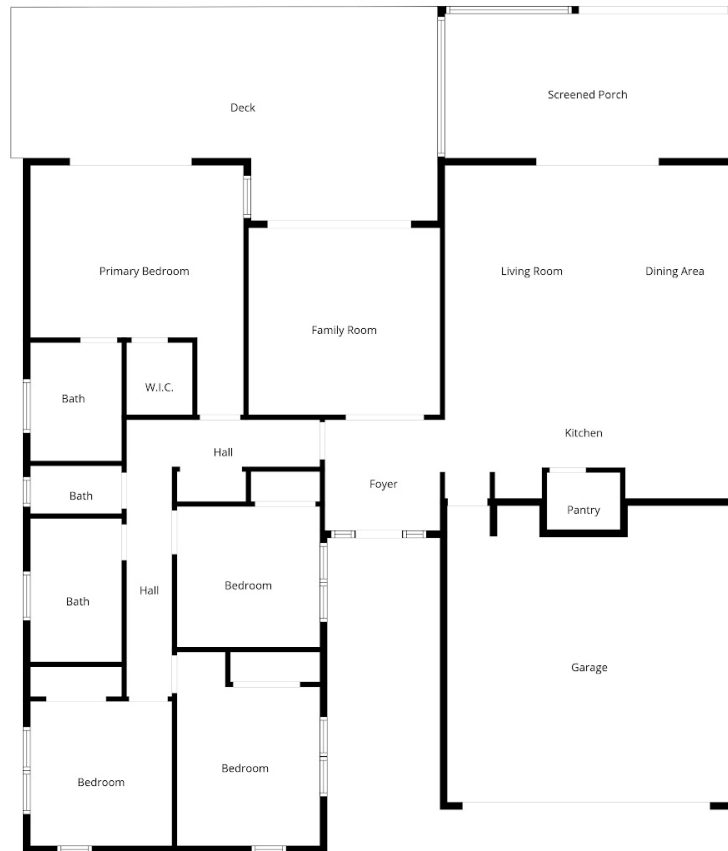 Screened Porch
Deck
Primary Bedroom
Living Room
Dining Area
Family Room
W.I.C.
Bath
Kitchen
Hall
Foyer
Bath
Pantry
Bedroom
Hall
Bath
Garage
Bedroom
Bedroom